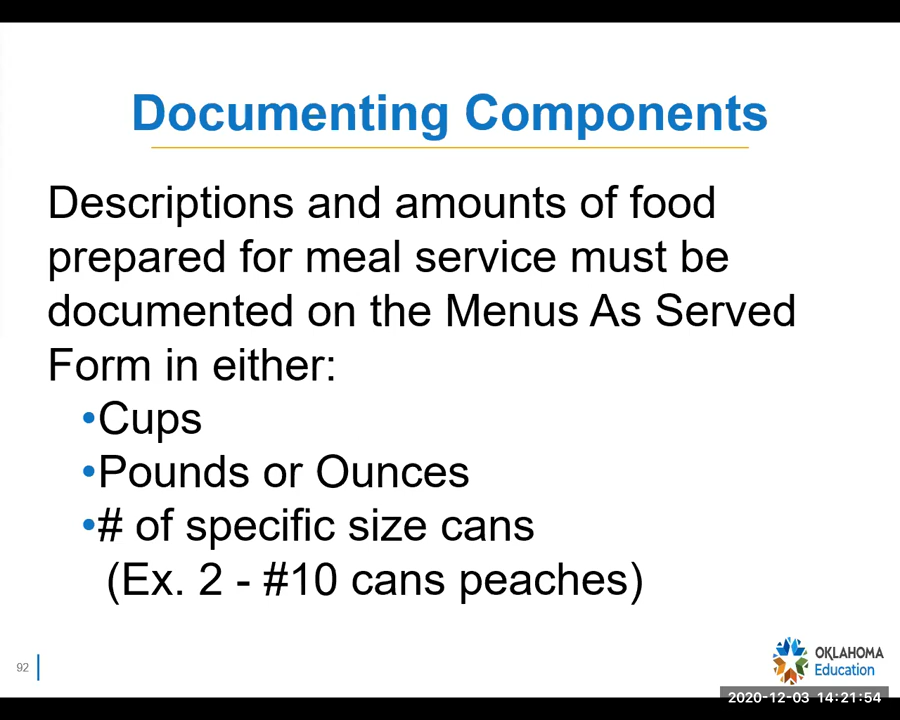 Documenting Components
Descriptions and amounts of food
prepared for meal service must be
documented on the Menus As Served
Form in either:
•Cups
•Pounds or Ounces
•# of specific size cans
(Ex. 2 - #10 cans peaches)
92
OKLAHOMA
Education
2020-12-03 14:21:54